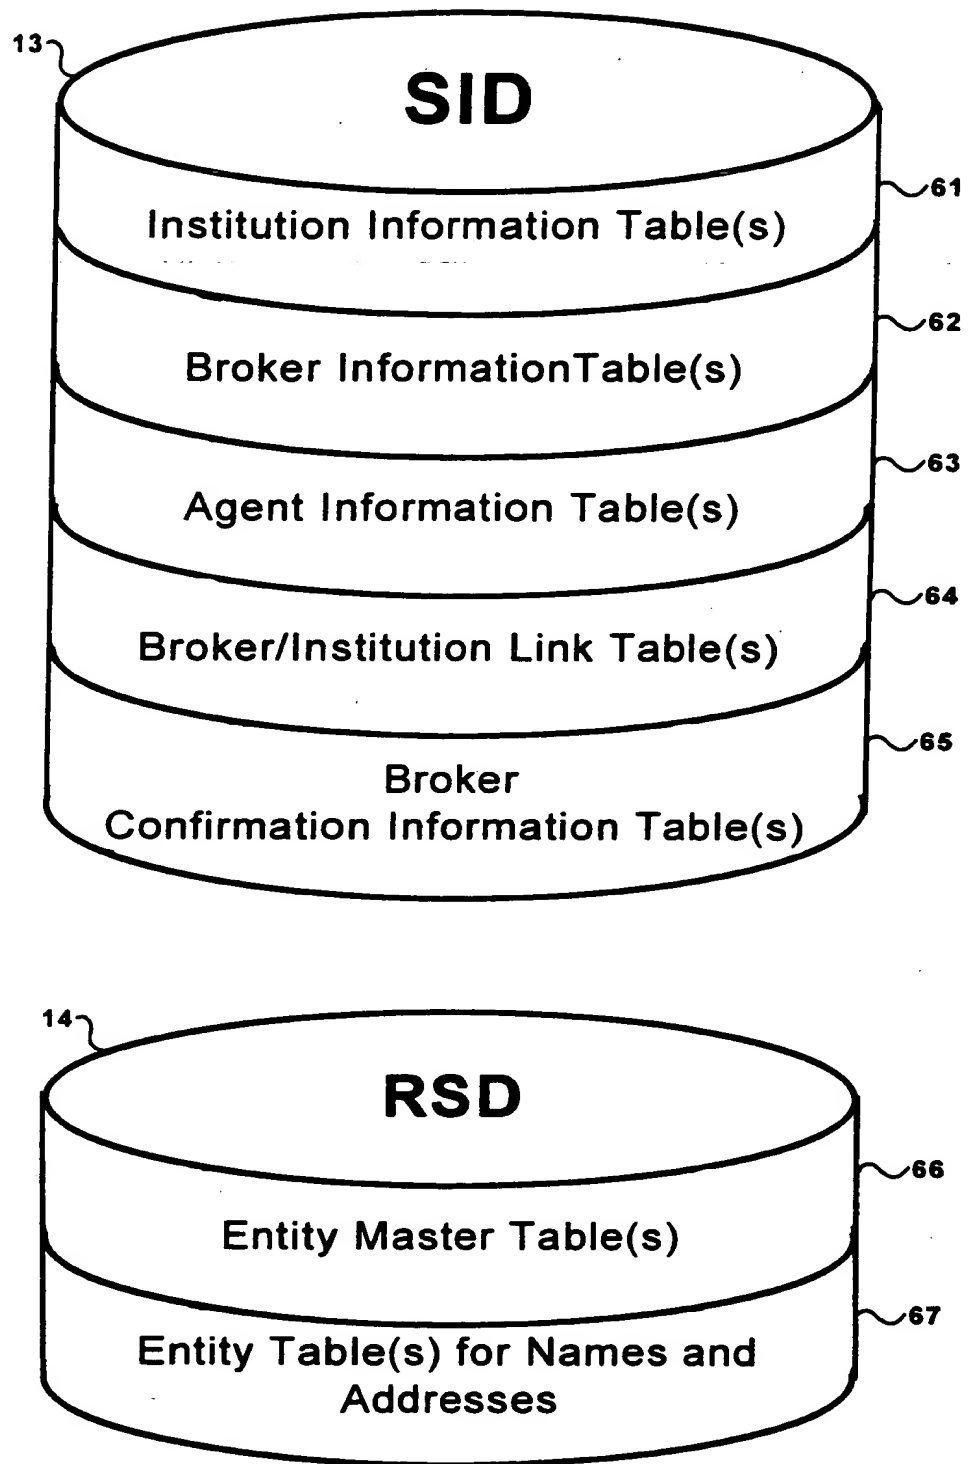 13
SID
61
Institution Information Table(s)
62
Broker InformationTable(s)
63
Agent Information Table(s)
64
Broker/Institution Link Table(s)
65
Broker
Confirmation Information Table(s)
14
RSD
66
Entity Master Table(s)
67
Entity Table(s) for Names and
Addresses